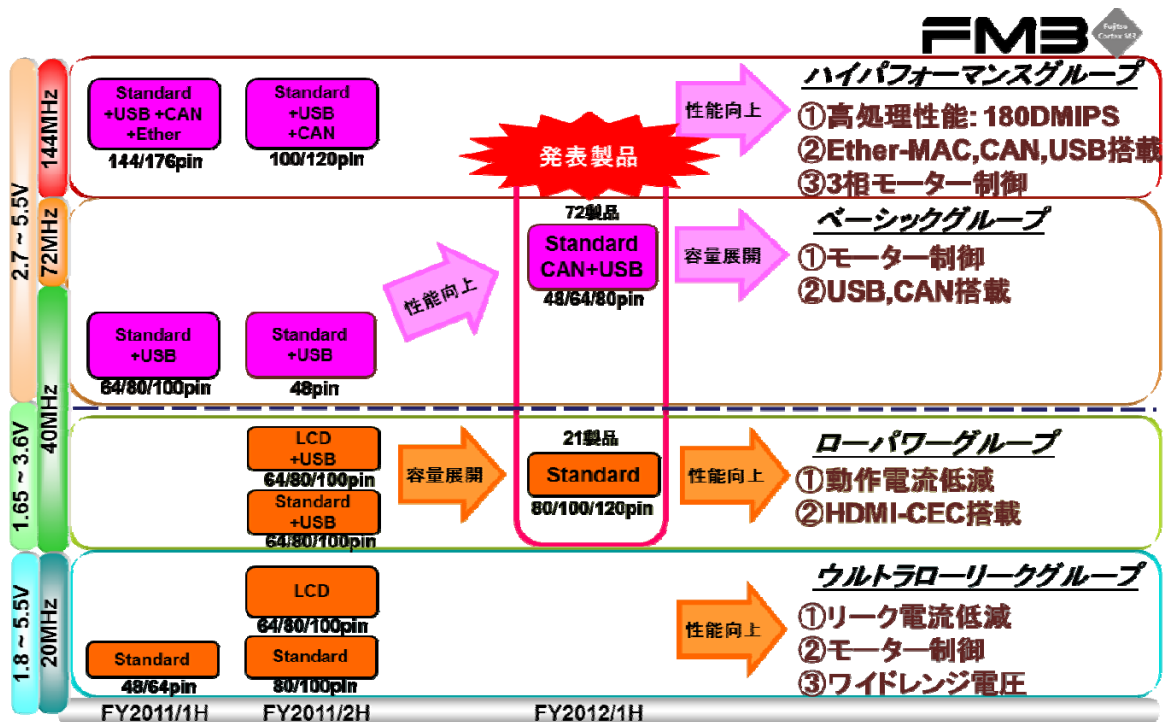 FM3
Fujitsu
Cortex M3
2.7 ~ 5.5V
1.65 ~ 3.6V
1.8 ~ 5.5V
144MHz
72MHz
40MHz
20MHz
Standard
+USB +CAN
+Ether
144/176pin
Standard
+USB
+CAN
100/120pin
発表製品
性能向上
ハイパフォーマンスグループ
①高処理性能: 180DMIPS
②Ether-MAC,CAN,USB搭載
③3相モーター制御
Standard
+USB
64/80/100pin
Standard
+USB
48pin
性能向上
72製品
Standard
CAN+USB
48/64/80pin
容量展開
ベーシックグループ
①モーター制御
②USB,CAN搭載
LCD
+USB
64/80/100pin
Standard
+USB
64/80/100pin
容量展開
21製品
Standard
80/100/120pin
性能向上
ローパワーグループ
①動作電流低減
②HDMI-CEC搭載
Standard
48/64pin
LCD
64/80/100pin
Standard
80/100pin
性能向上
ウルトラローリークグループ
①リーク電流低減
②モーター制御
③ワイドレンジ電圧
FY2011/1H
FY2011/2H
FY2012/1H